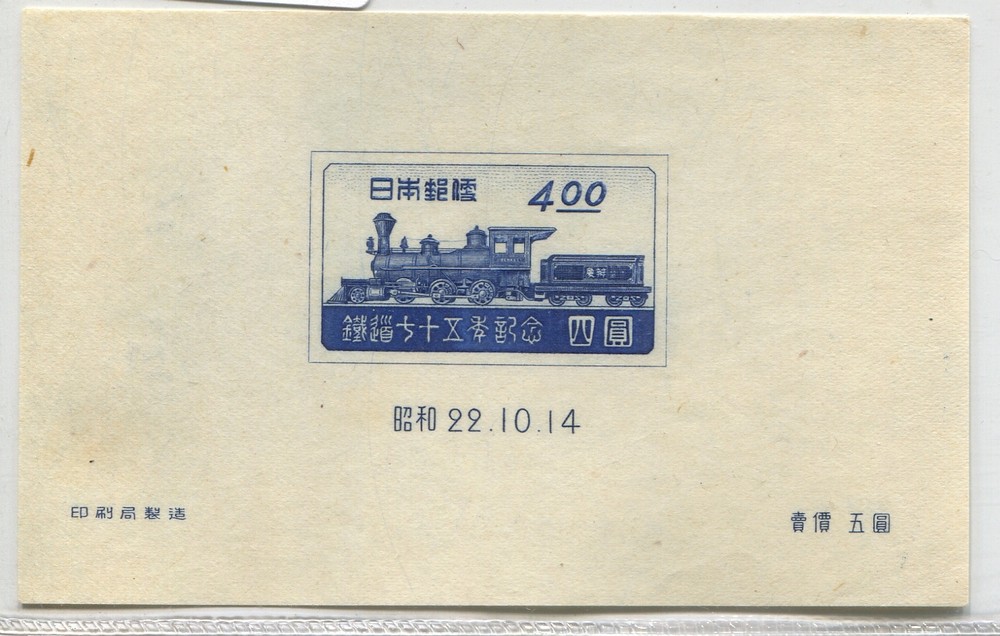 日本郵便 4.00
鐵道七十五年記念 四圓
昭和 22.10.14
印刷局製造
賣價 五圓